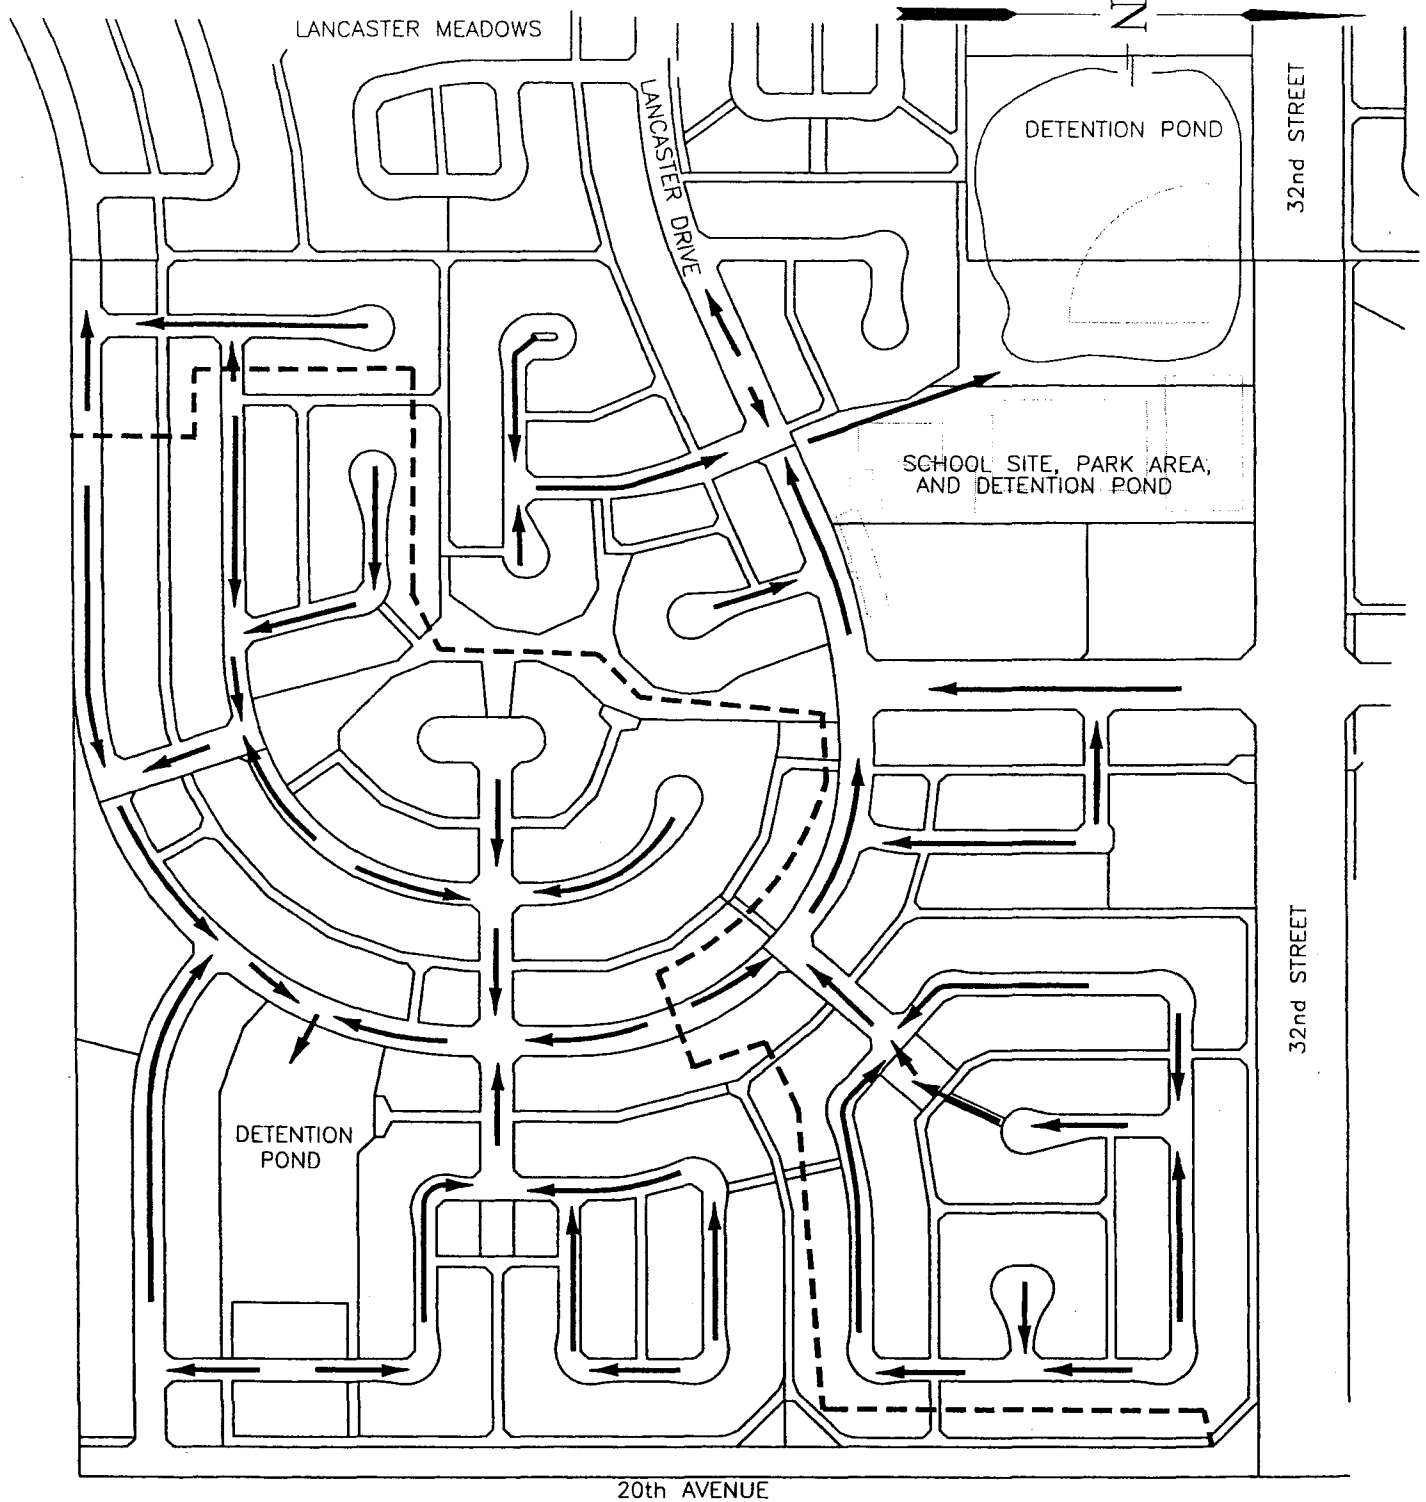 LANCASTER MEADOWS
N
LANCASTER DRIVE
DETENTION POND
32nd STREET
SCHOOL SITE, PARK AREA,
AND DETENTION POND
32nd STREET
DETENTION
POND
20th AVENUE